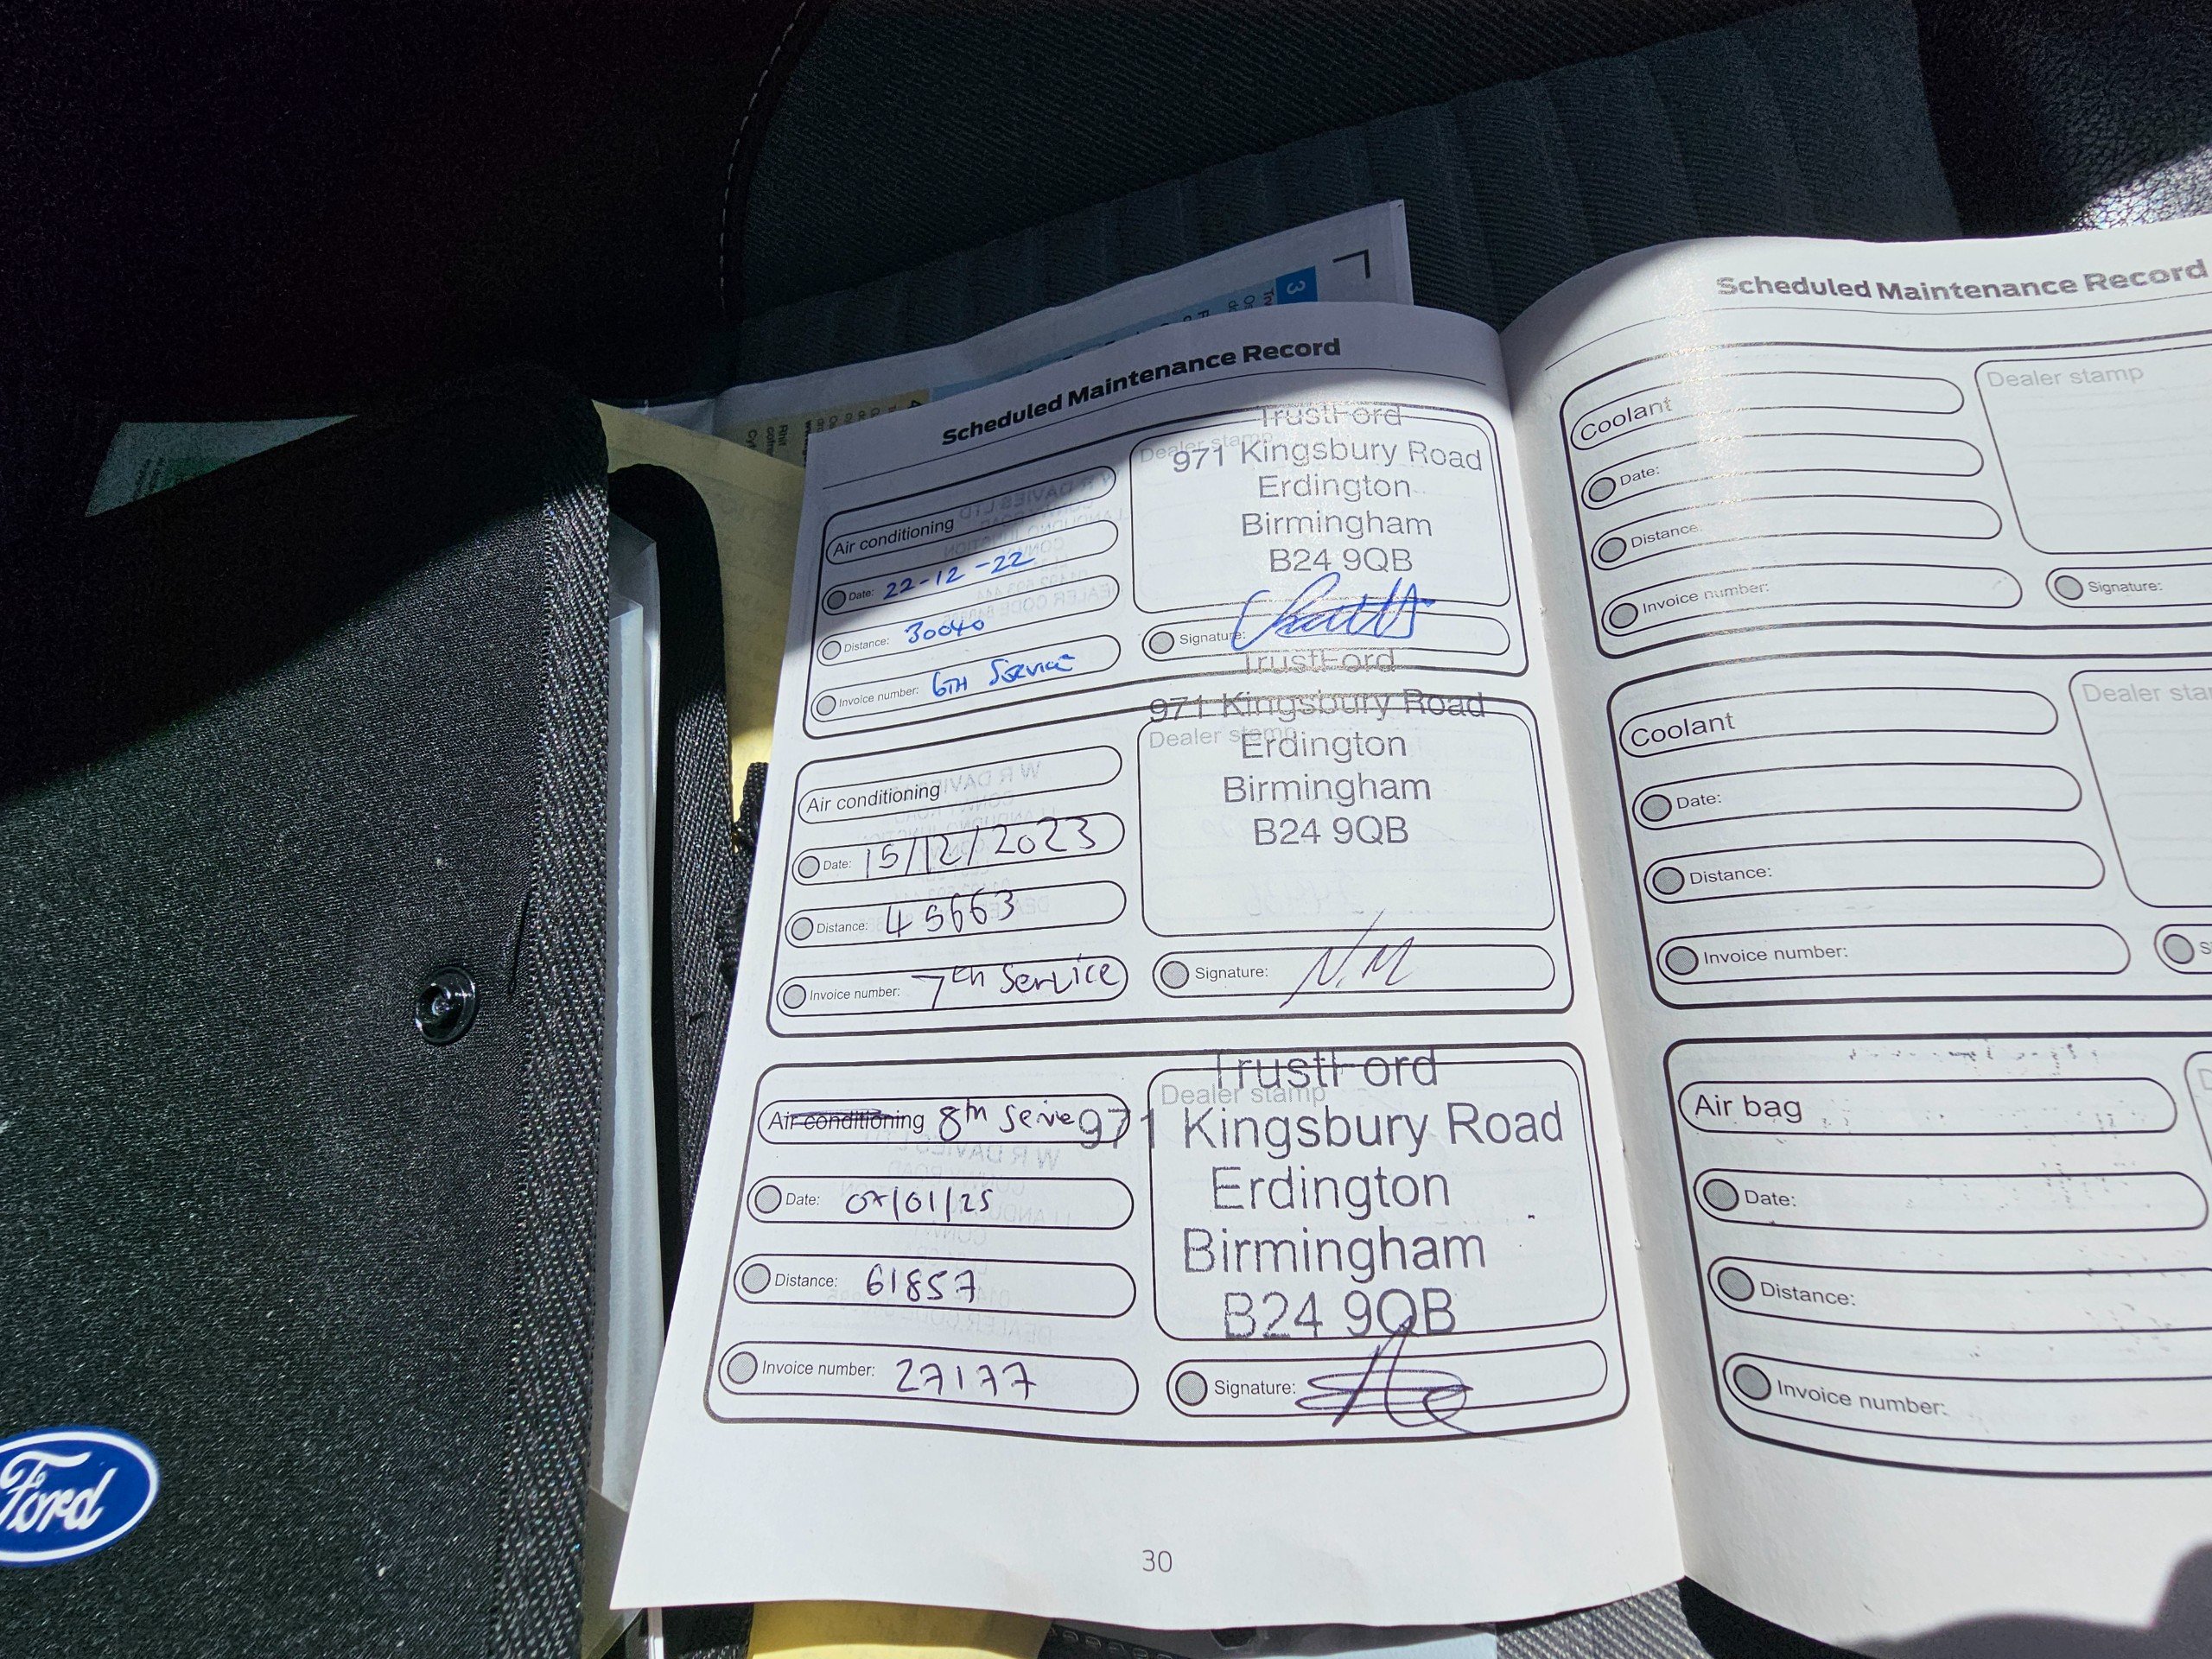 Scheduled Maintenance Record
Air conditioning
Date: 22-12-22
Distance: 30040
Invoice number: 6TH Service
Dealer stamp
TrustFord
971 Kingsbury Road
Erdington
Birmingham
B24 9QB
Signature:
Air conditioning
Date: 15/12/2023
Distance: 45663
Invoice number: 7th Service
TrustFord
971 Kingsbury Road
Dealer stamp
Erdington
Birmingham
B24 9QB
Signature: N.M
Air conditioning 8th Servie
Date: 07/01/25
Distance: 61857
Invoice number: 27177
TrustFord
Dealer stamp
971 Kingsbury Road
Erdington
Birmingham
B24 9QB
Signature:
30
Scheduled Maintenance Record
Coolant
Date:
Distance:
Invoice number:
Dealer stamp
Signature:
Coolant
Date:
Distance:
Invoice number:
Dealer sta
S
Air bag
Date:
Distance:
Invoice number:
Ford
3